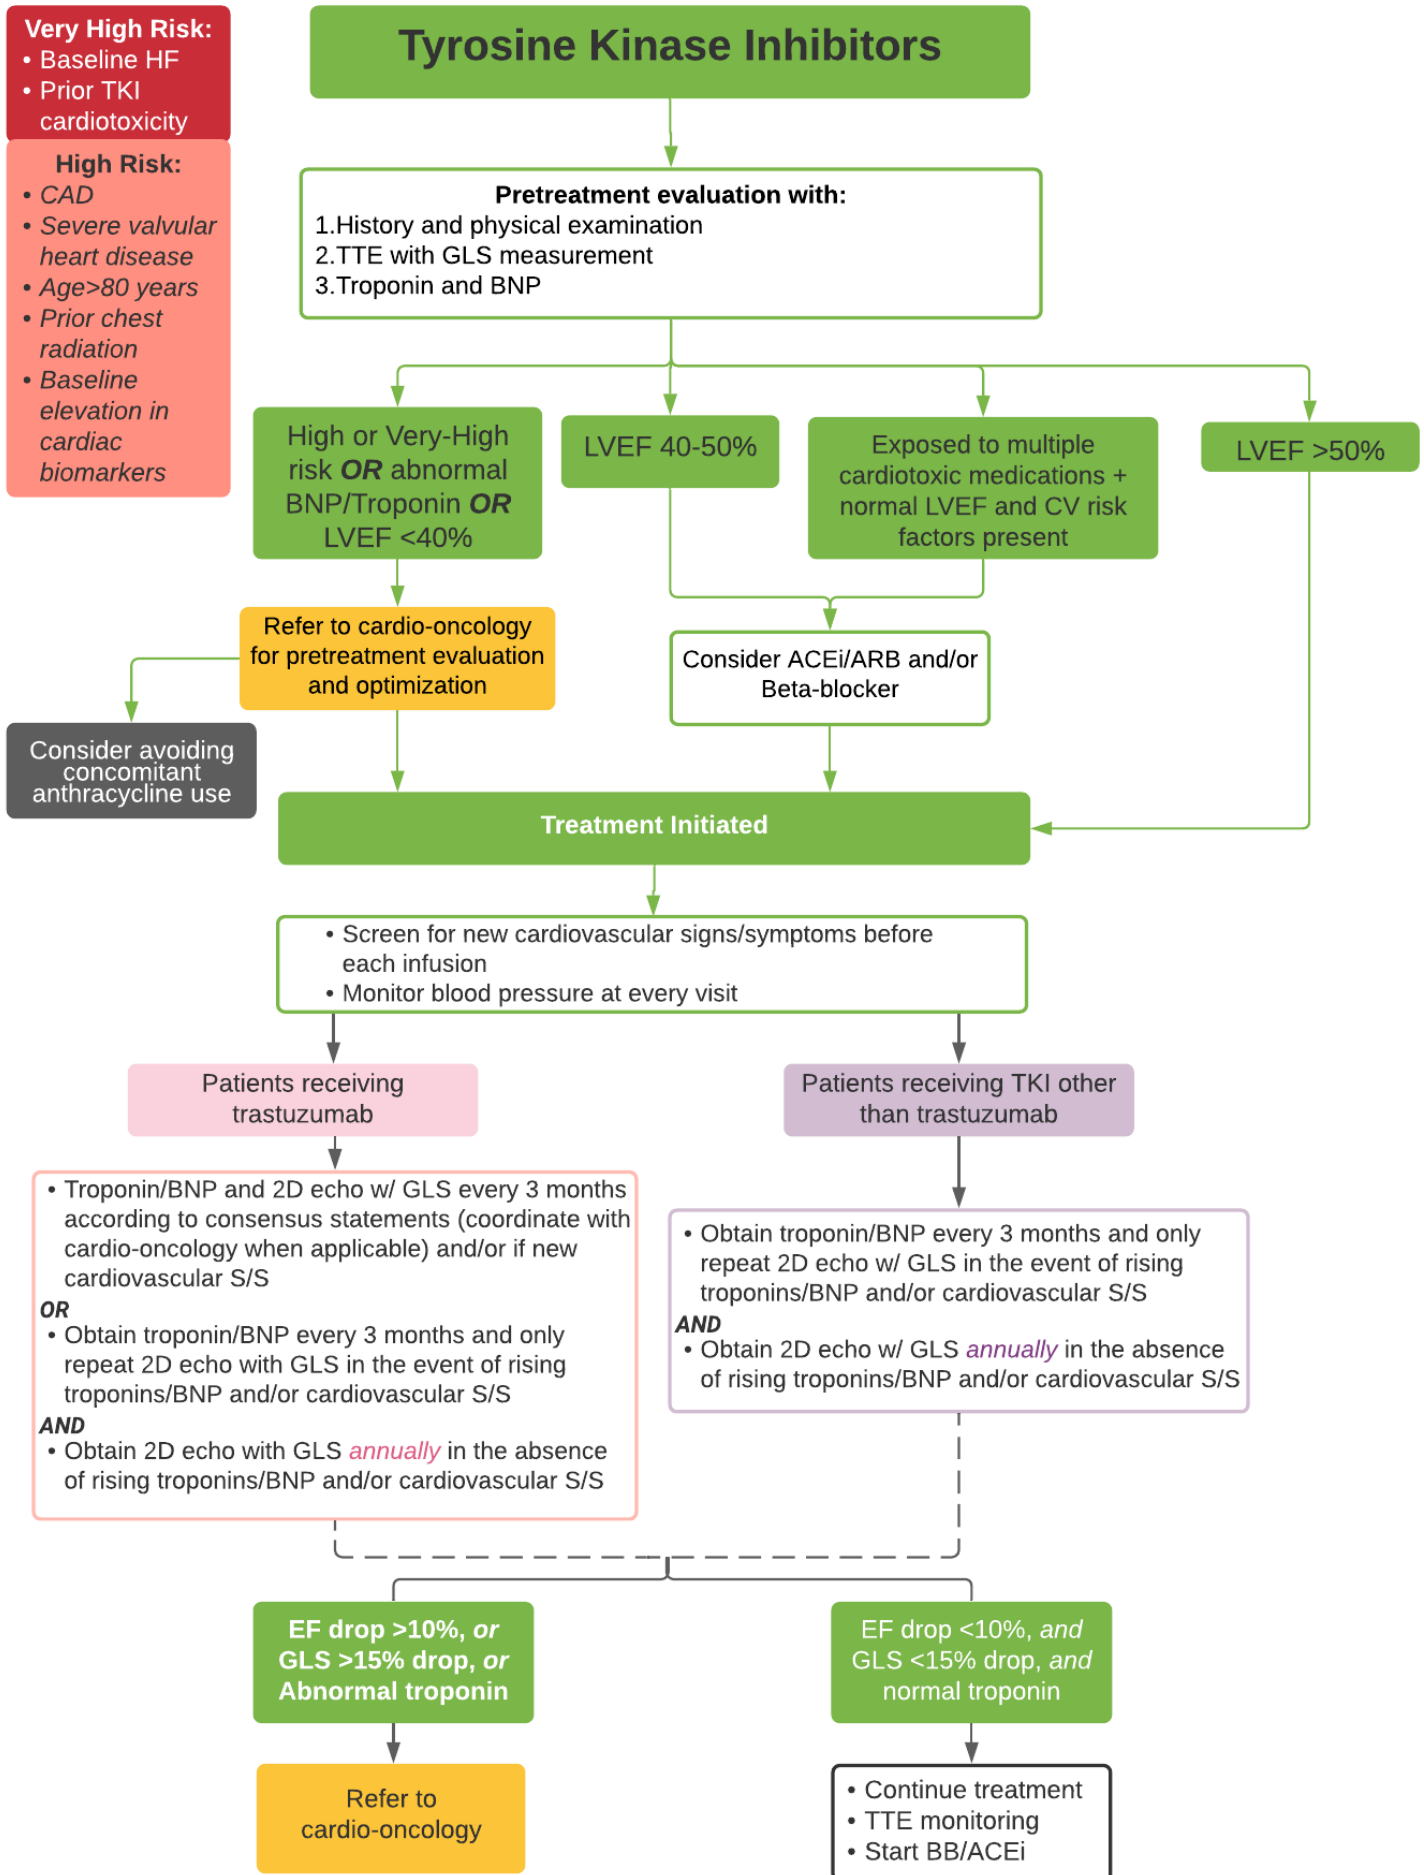 Very High Risk:
• Baseline HF
• Prior TKI
cardiotoxicity
High Risk:
• CAD
• Severe valvular
heart disease
• Age>80 years
• Prior chest
radiation
• Baseline
elevation in
cardiac
biomarkers
Tyrosine Kinase Inhibitors
Pretreatment evaluation with:
1.History and physical examination
2.TTE with GLS measurement
3.Troponin and BNP
High or Very-High
risk OR abnormal
BNP/Troponin OR
LVEF <40%
LVEF 40-50%
Exposed to multiple
cardiotoxic medications +
normal LVEF and CV risk
factors present
LVEF >50%
Refer to cardio-oncology
for pretreatment evaluation
and optimization
Consider ACEi/ARB and/or
Beta-blocker
Consider avoiding
concomitant
anthracycline use
Treatment Initiated
• Screen for new cardiovascular signs/symptoms before
each infusion
• Monitor blood pressure at every visit
Patients receiving
trastuzumab
Patients receiving TKI other
than trastuzumab
• Troponin/BNP and 2D echo w/ GLS every 3 months
according to consensus statements (coordinate with
cardio-oncology when applicable) and/or if new
cardiovascular S/S
OR
• Obtain troponin/BNP every 3 months and only
repeat 2D echo with GLS in the event of rising
troponins/BNP and/or cardiovascular S/S
AND
• Obtain 2D echo with GLS annually in the absence
of rising troponins/BNP and/or cardiovascular S/S
• Obtain troponin/BNP every 3 months and only
repeat 2D echo w/ GLS in the event of rising
troponins/BNP and/or cardiovascular S/S
AND
• Obtain 2D echo w/ GLS annually in the absence
of rising troponins/BNP and/or cardiovascular S/S
EF drop >10%, or
GLS >15% drop, or
Abnormal troponin
EF drop <10%, and
GLS <15% drop, and
normal troponin
Refer to
cardio-oncology
• Continue treatment
• TTE monitoring
• Start BB/ACEi